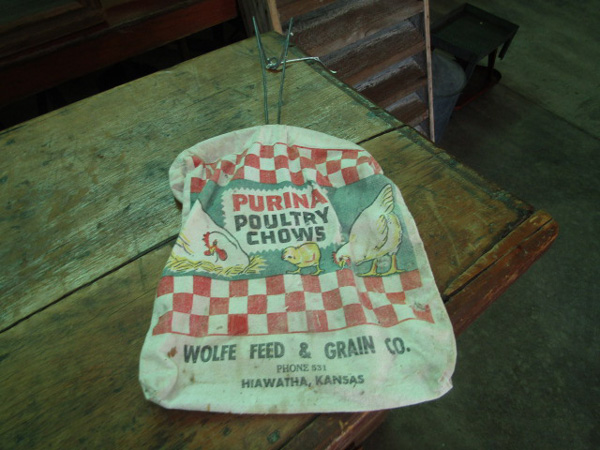 PURINA
POULTRY
CHOWS
WOLFE FEED & GRAIN CO.
PHONE 531
HIAWATHA, KANSAS